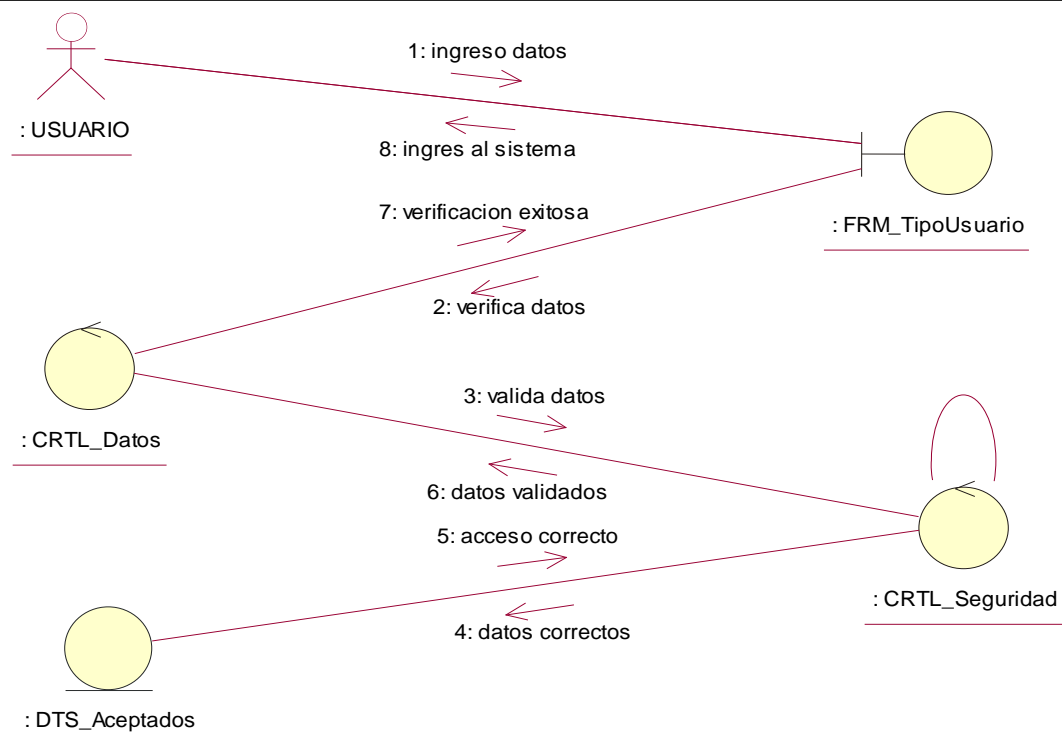 1: ingreso datos
: USUARIO
8: ingres al sistema
7: verificacion exitosa
: FRM_TipoUsuario
2: verifica datos
3: valida datos
: CRTL_Datos
6: datos validados
5: acceso correcto
: CRTL_Seguridad
4: datos correctos
: DTS_Aceptados